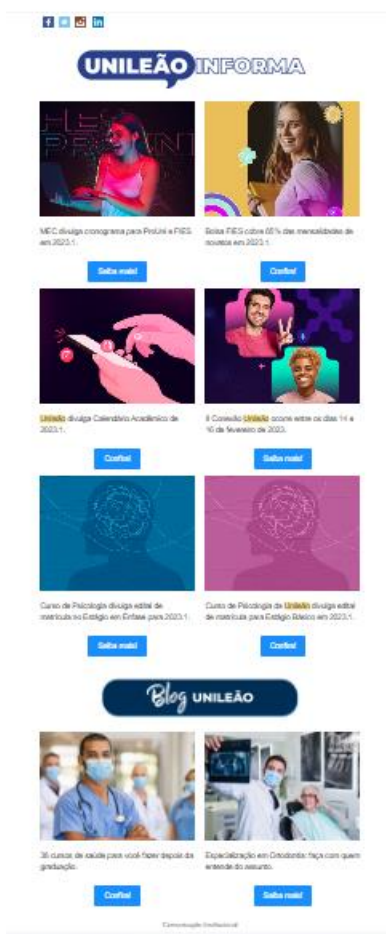 UNILEÃO INFORMA
MEC divulga cronograma para ProUni e FIES
em 2023.1.
Bolsa FIES cobre 65% das mensalidades de
novatos em 2023.1
Saiba mais!
Confira!
Unileão divulga Calendário Acadêmico de
2023.1.
II Conexão Unileão ocorre entre os dias 14 e
16 de fevereiro de 2023.
Confira!
Saiba mais!
Curso de Psicologia divulga edital de
matrícula no Estágio em Ênfase para 2023.1.
Curso de Psicologia da Unileão divulga edital
de matrícula para Estágio Básico em 2023.1.
Saiba mais!
Confira!
Blog UNILEÃO
36 cursos de saúde para você fazer depois da
graduação.
Especialização em Ortodontia: faça com quem
entende do assunto.
Confira!
Saiba mais!
Comunicação Institucional